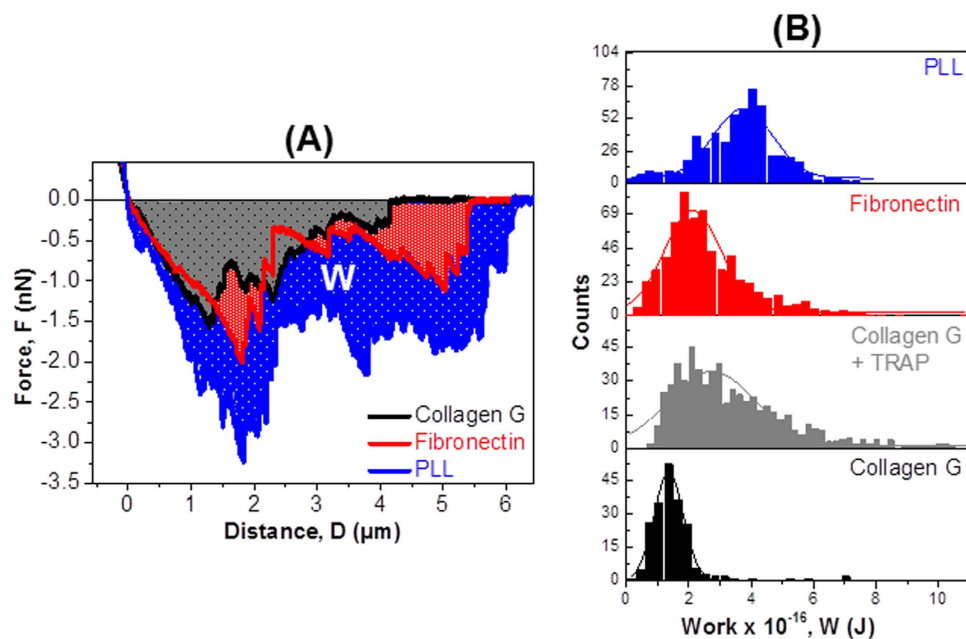 (A)
0.0
-0.5
-1.0
-1.5
-2.0
-2.5
-3.0
-3.5
Force, F (nN)
W
Collagen G
Fibronectin
PLL
0 1 2 3 4 5 6
Distance, D (µm)
(B)
Counts
104
78
52
26
0
PLL
69
46
23
0
Fibronectin
45
30
15
0
Collagen G
+ TRAP
45
30
15
0
Collagen G
0 2 4 6 8 10
Work x 10-16, W (J)